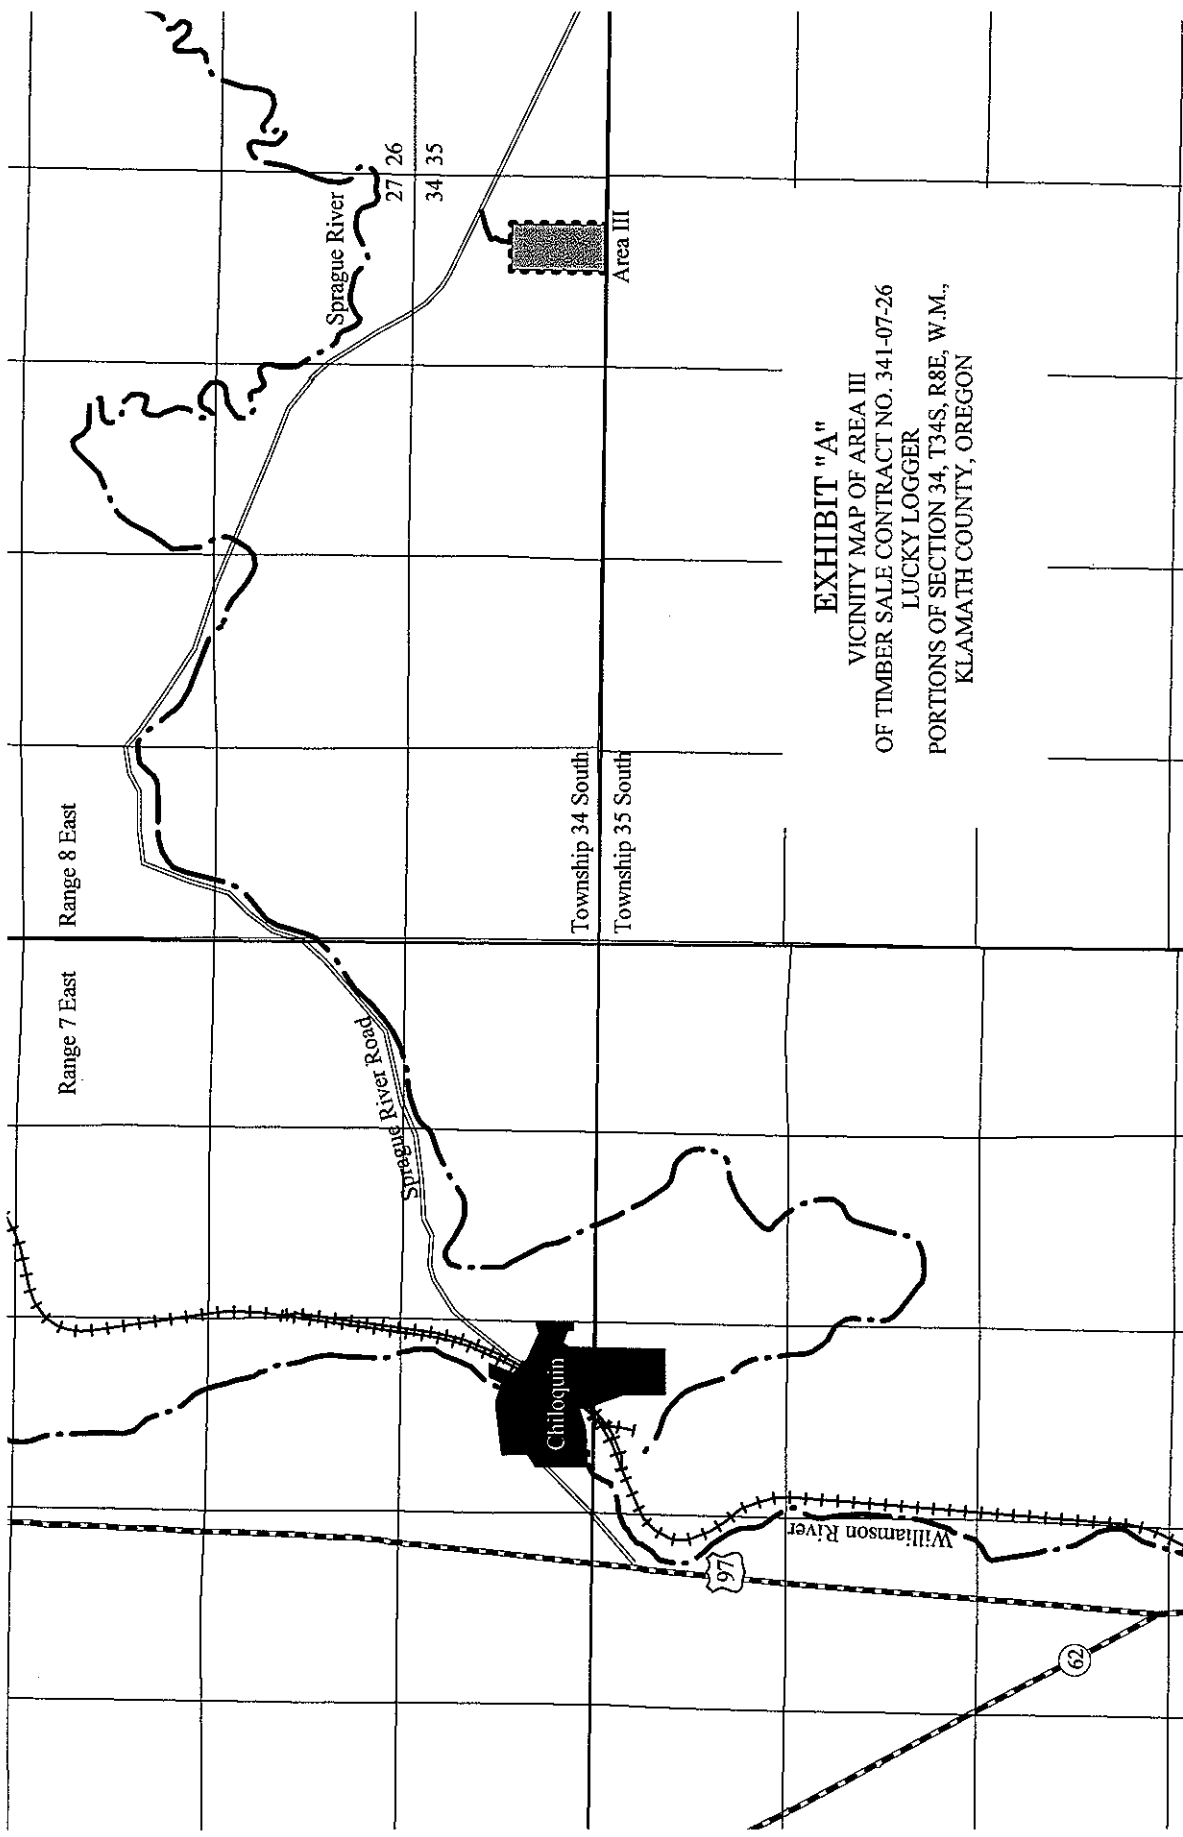 Range 7 East
Range 8 East
Sprague River
27 26
34 35
Area III
Sprague River Road
Township 34 South
Township 35 South
Chiloquin
Williamson River
97
62
EXHIBIT "A"
VICINITY MAP OF AREA III
OF TIMBER SALE CONTRACT NO. 341-07-26
LUCKY LOGGER
PORTIONS OF SECTION 34, T34S, R8E, W.M.,
KLAMATH COUNTY, OREGON